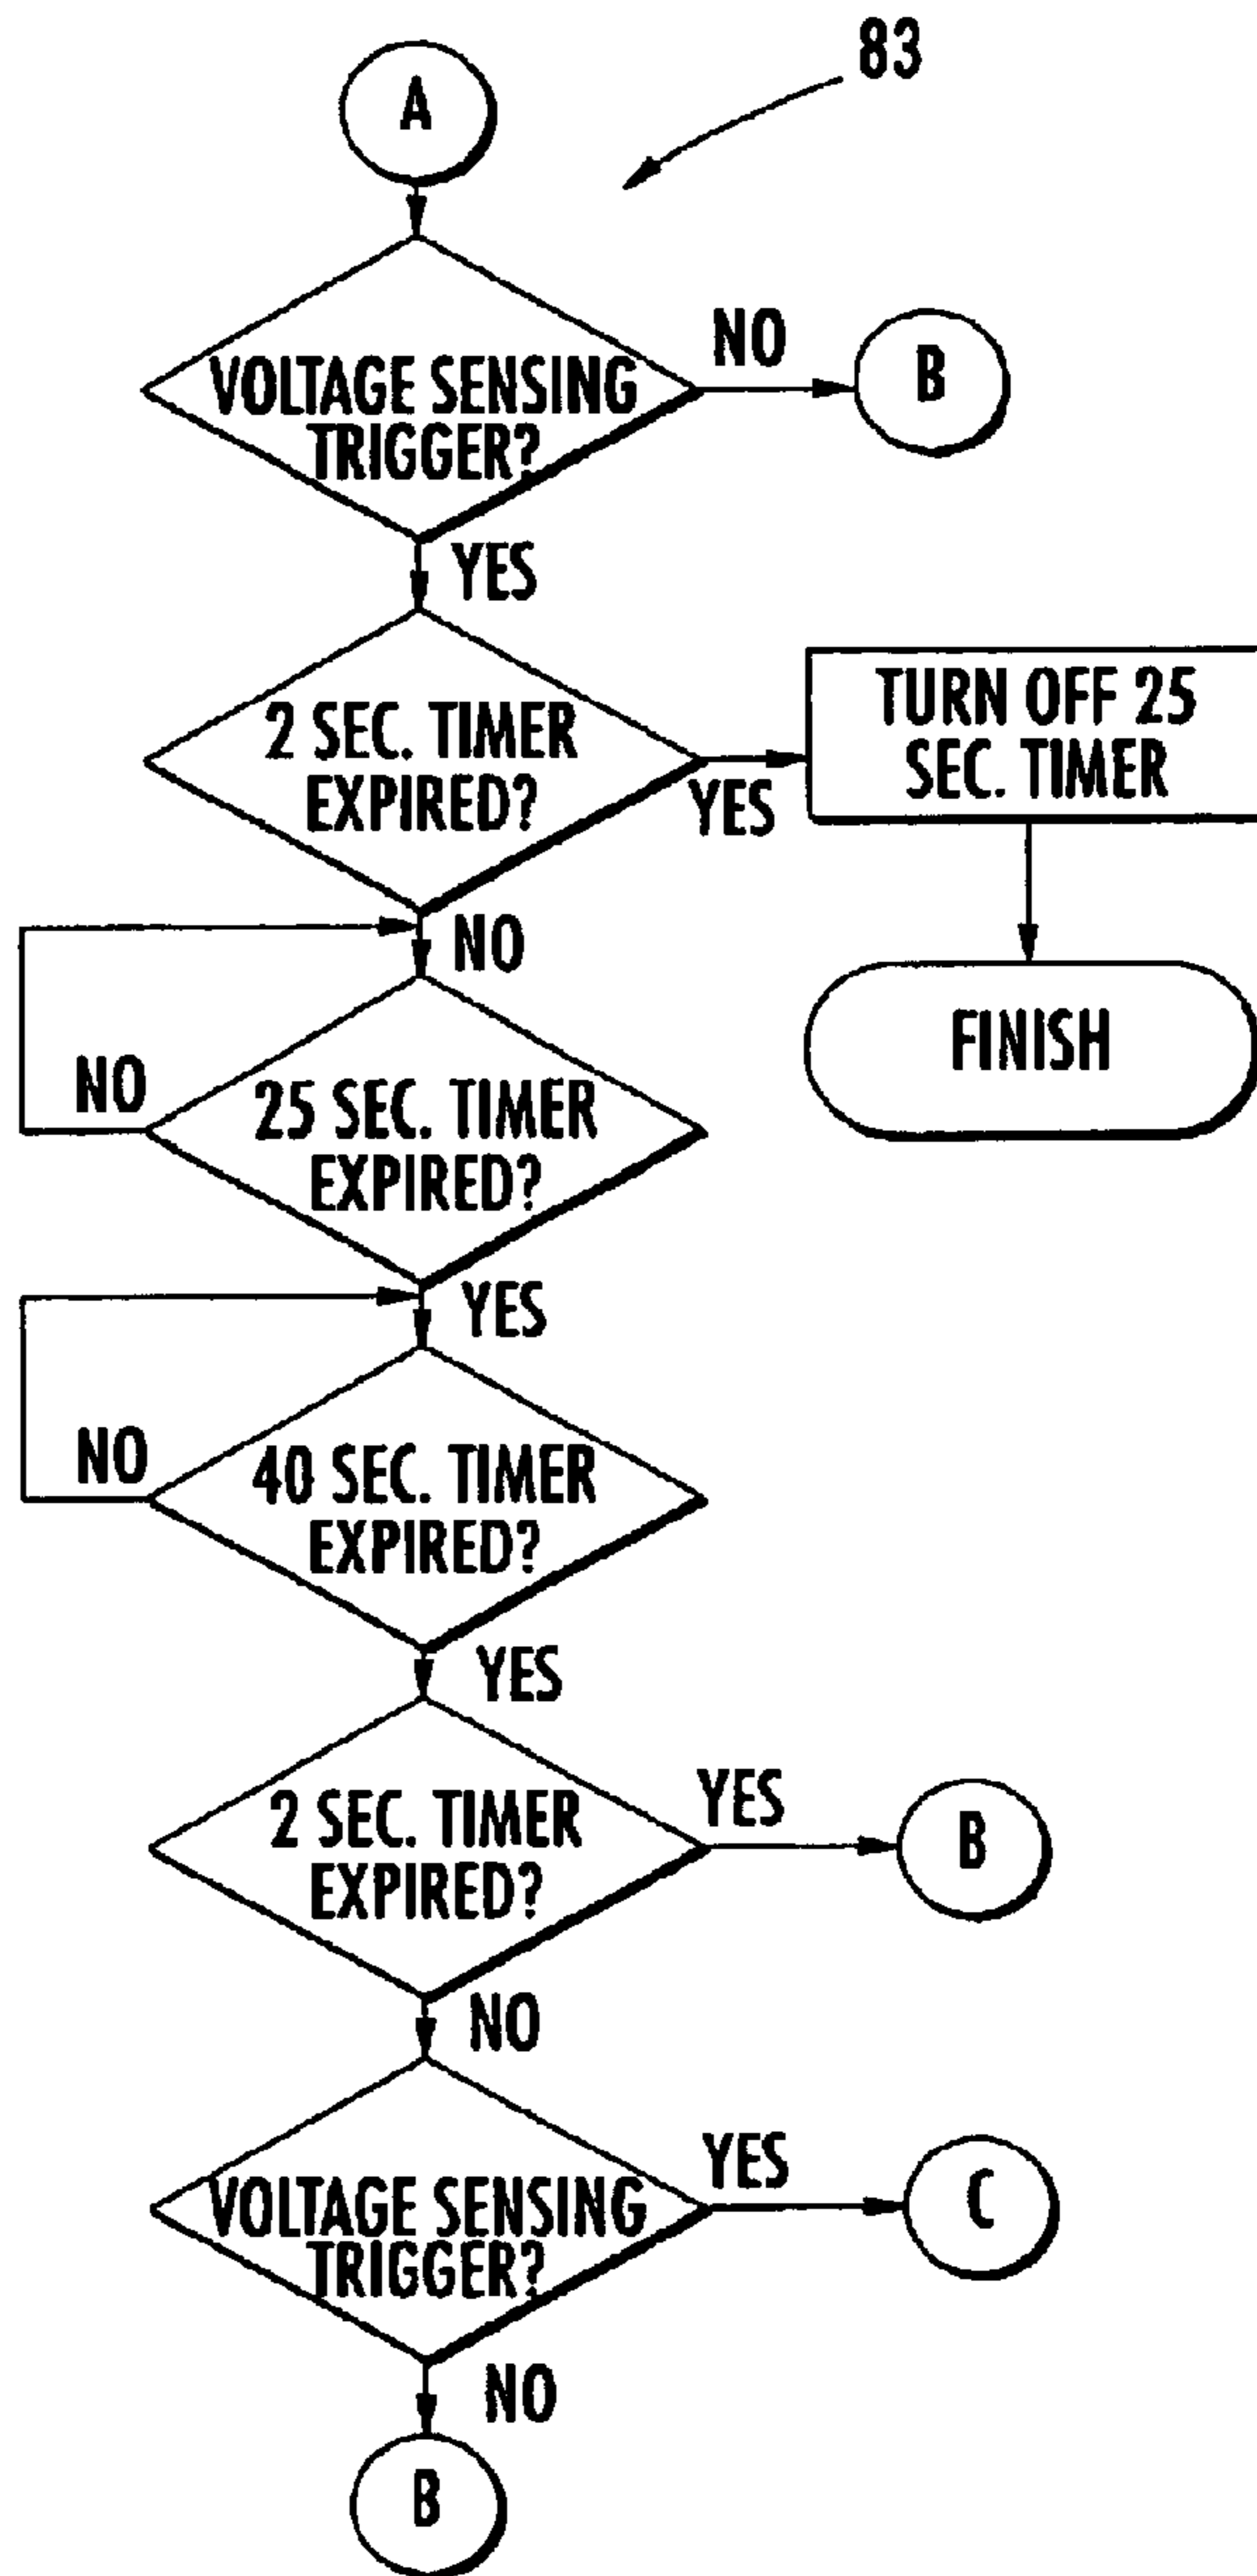 83
A
VOLTAGE SENSING
TRIGGER?
NO
B
YES
2 SEC. TIMER
EXPIRED?
YES
TURN OFF 25
SEC. TIMER
FINISH
NO
25 SEC. TIMER
EXPIRED?
NO
YES
40 SEC. TIMER
EXPIRED?
NO
YES
2 SEC. TIMER
EXPIRED?
YES
B
NO
VOLTAGE SENSING
TRIGGER?
YES
C
NO
B